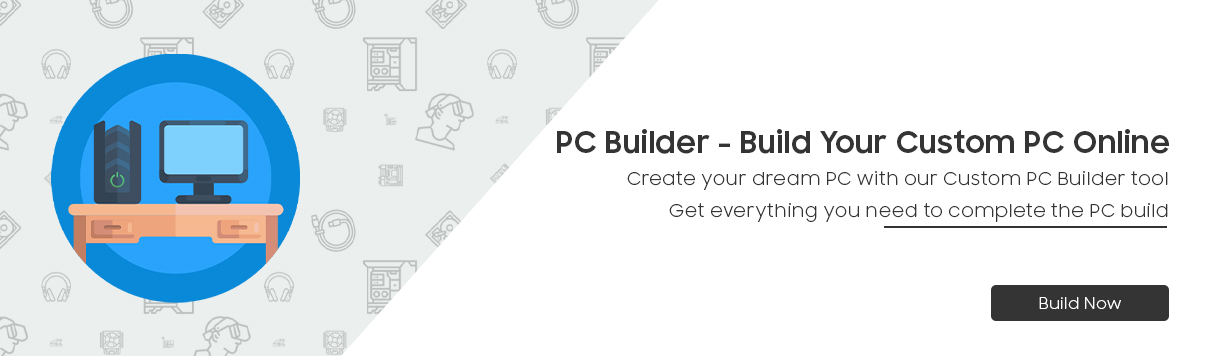 PC Builder - Build Your Custom PC Online
Create your dream PC with our Custom PC Builder tool
Get everything you need to complete the PC build
Build Now